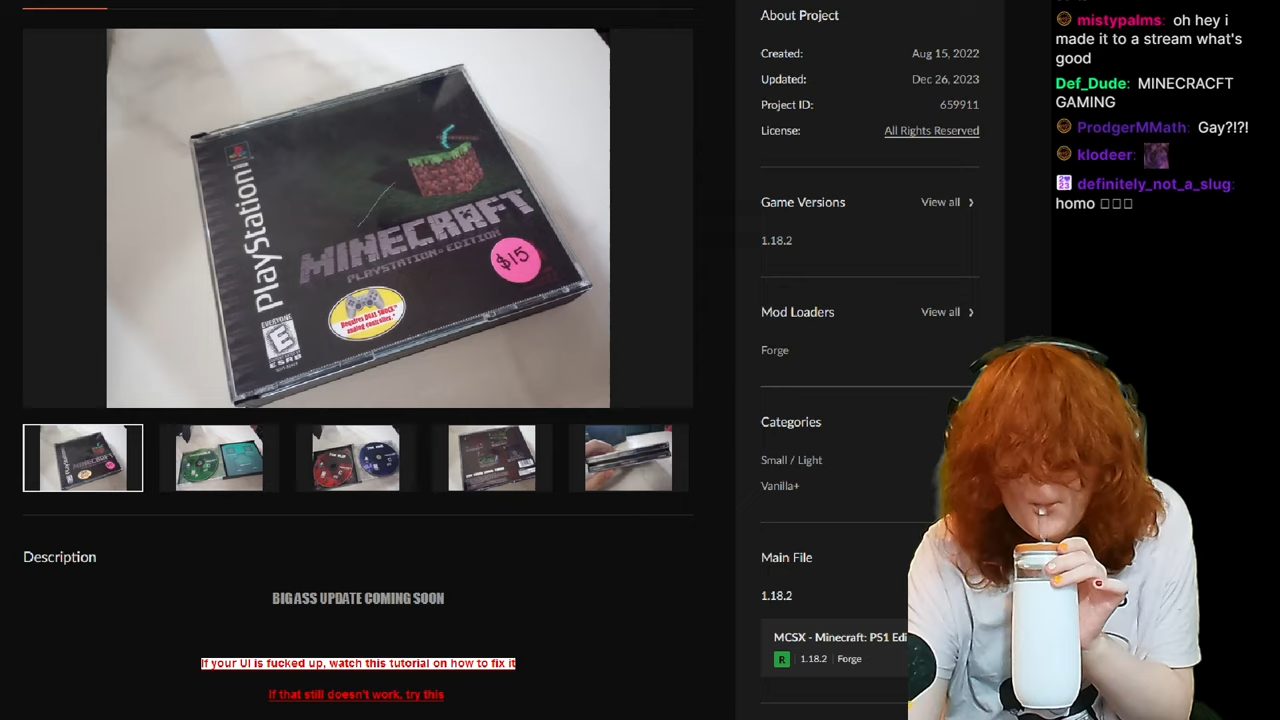 PlayStation
MINECRAFT
PLAYSTATION EDITION
$15
Requires DUAL SHOCK
analog controller.
EVERYONE
E
ESRB
Description
BIG ASS UPDATE COMING SOON
If your UI is fucked up, watch this tutorial on how to fix it
If that still doesn't work, try this
About Project
Created: Aug 15, 2022
Updated: Dec 26, 2023
Project ID: 659911
License: All Rights Reserved
Game Versions View all
1.18.2
Mod Loaders View all
Forge
Categories
Small / Light
Vanilla+
Main File
1.18.2
MCSX - Minecraft: PS1 Edi
R 1.18.2 Forge
mistypalms: oh hey i
made it to a stream what's
good
Def_Dude: MINECRACFT
GAMING
ProdgerMMath: Gay?!?!
klodeer:
definitely_not_a_slug:
homo